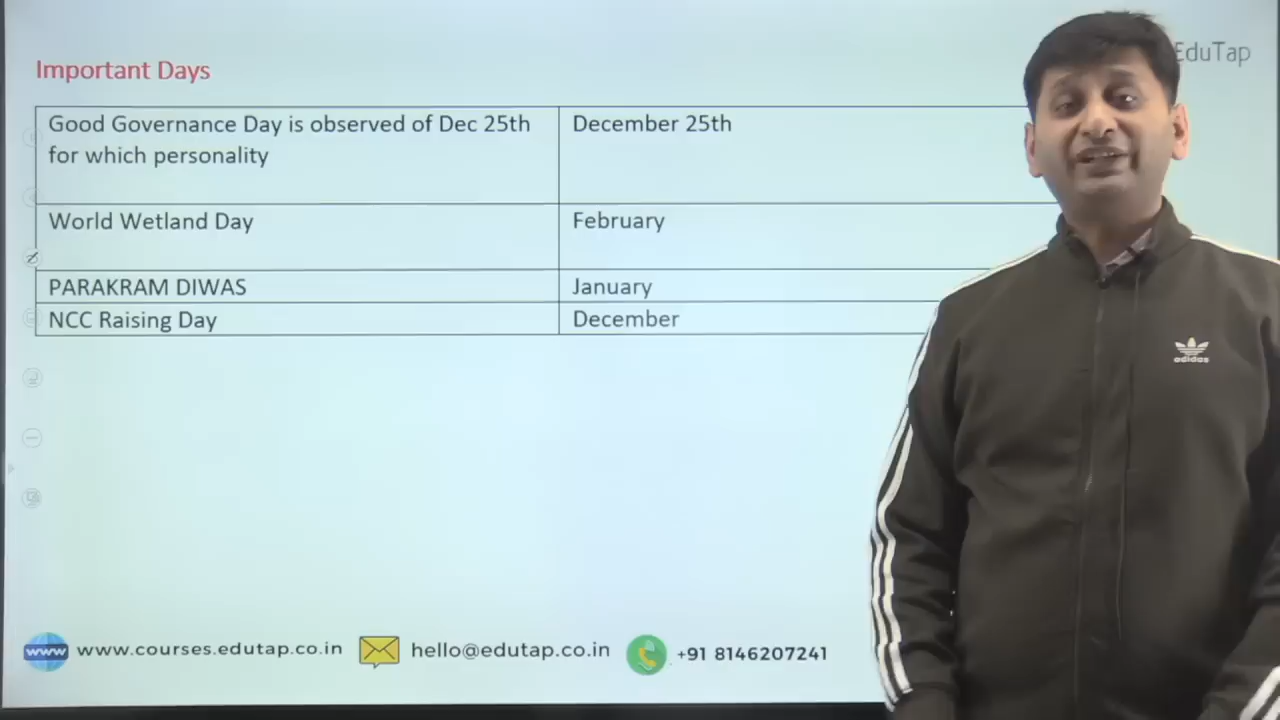 EduTap
Important Days
Good Governance Day is observed of Dec 25th
for which personality
December 25th
World Wetland Day
February
PARAKRAM DIWAS
January
NCC Raising Day
December
adidas
www
www.courses.edutap.co.in
hello@edutap.co.in
+91 8146207241